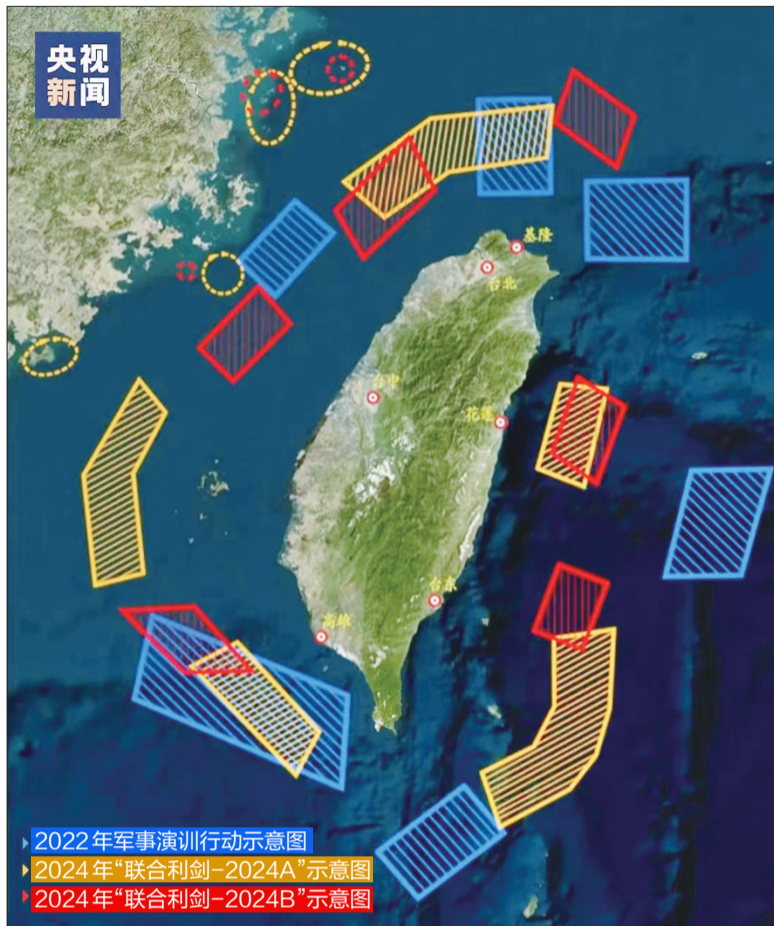 央视
新闻
基隆
台北
台中
花莲
台东
高雄
2022年军事演训行动示意图
2024年“联合利剑-2024A”示意图
2024年“联合利剑-2024B”示意图